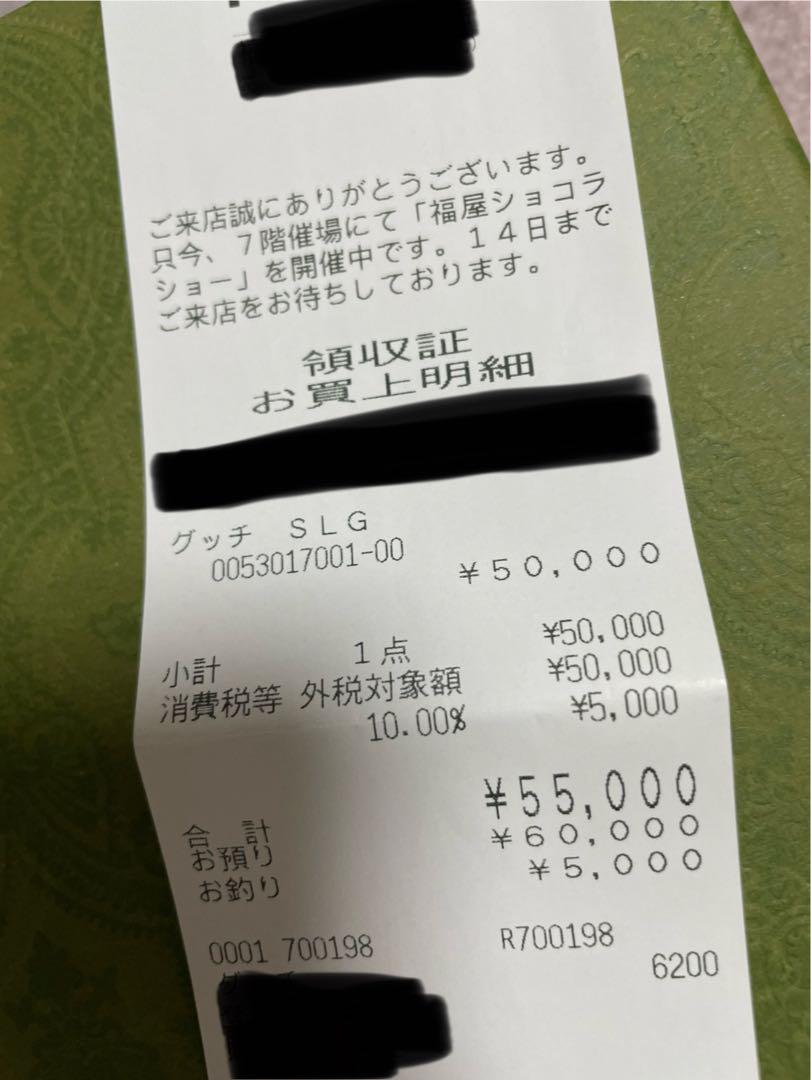 ご来店誠にありがとうございます。
只今、7階催場にて「福屋ショコラ
ショー」を開催中です。14日まで
ご来店をお待ちしております。
領収証
お買上明細
グッチ SLG
0053017001-00
¥50,000
小計 1点 ¥50,000
消費税等 外税対象額 ¥50,000
10.00% ¥5,000
合計 ¥55,000
お預り ¥60,000
お釣り ¥5,000
0001 700198 R700198
6200